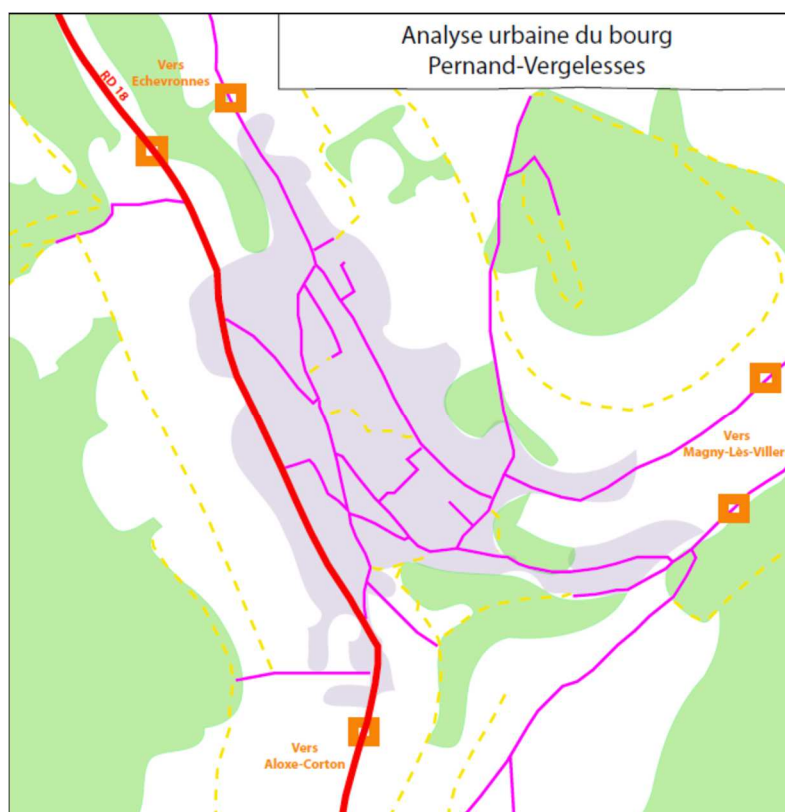 Analyse urbaine du bourg
Pernand-Vergelesses
Vers
Echevronnes
RD 18
Vers
Magny-Lès-Viller
Vers
Aloxe-Corton